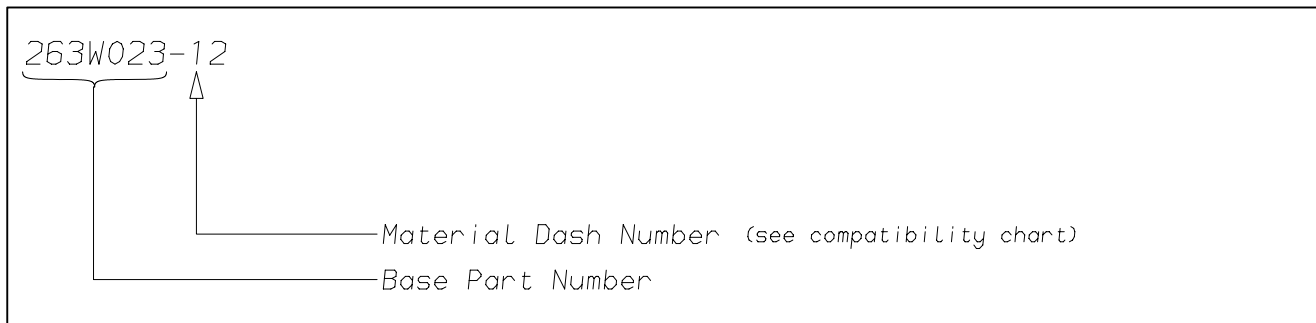 263W023-12
Material Dash Number (see compatibility chart)
Base Part Number